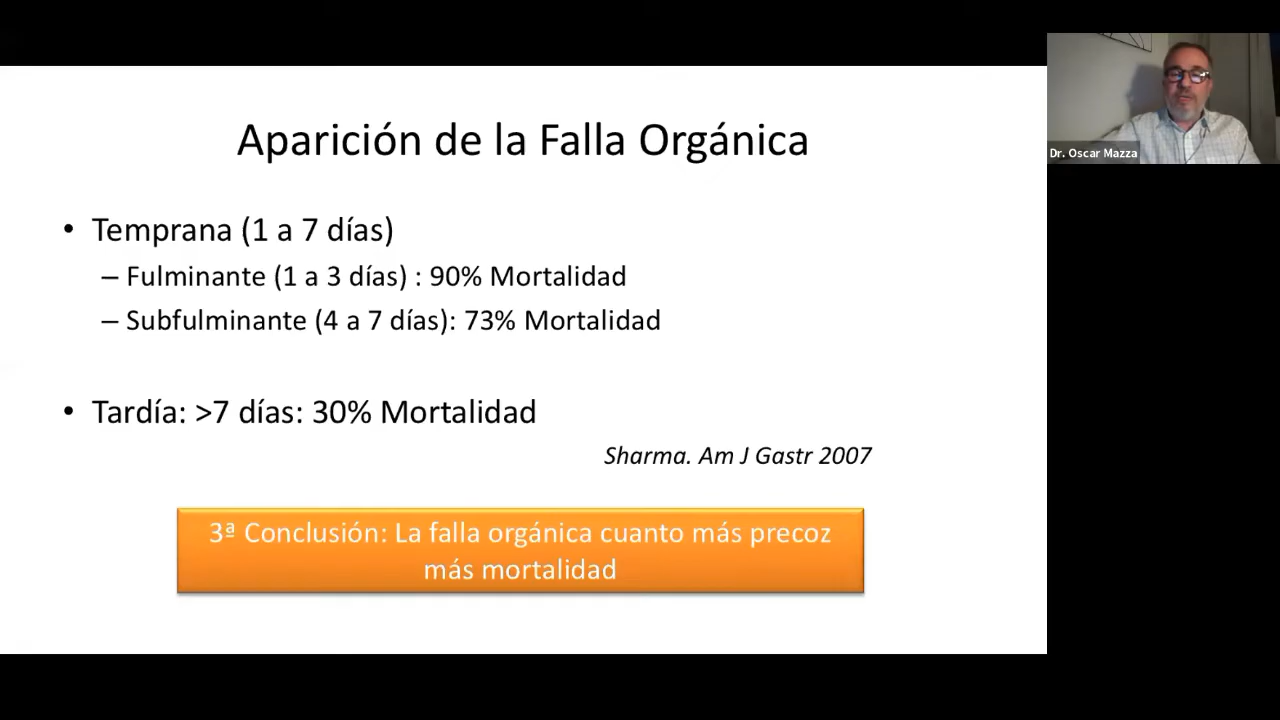 Aparición de la Falla Orgánica
• Temprana (1 a 7 días)
– Fulminante (1 a 3 días) : 90% Mortalidad
– Subfulminante (4 a 7 días): 73% Mortalidad
• Tardía: >7 días: 30% Mortalidad
Sharma. Am J Gastr 2007
3ª Conclusión: La falla orgánica cuanto más precoz
más mortalidad
Dr. Oscar Mazza